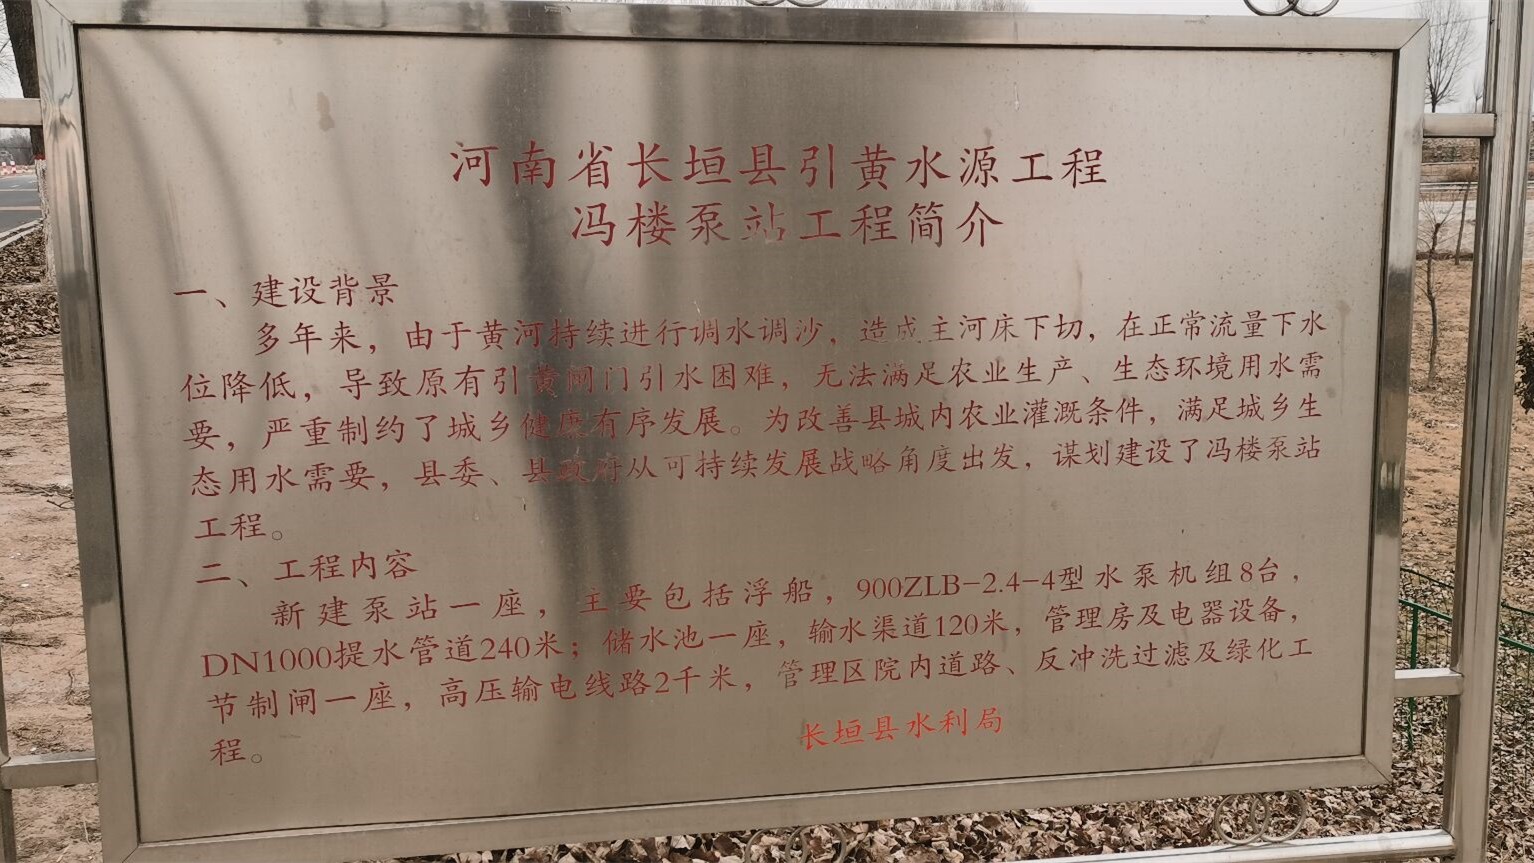 河南省长垣县引黄水源工程
冯楼泵站工程简介
一、建设背景
多年来，由于黄河持续进行调水调沙，造成主河床下切，在正常流量下水
位降低，导致原有引黄闸门引水困难，无法满足农业生产、生态环境用水需
要，严重制约了城乡健康有序发展。为改善县城内农业灌溉条件，满足城乡生
态用水需要，县委、县政府从可持续发展战略角度出发，谋划建设了冯楼泵站
工程。
二、工程内容
新建泵站一座，主要包括浮船，900ZLB-2.4-4型水泵机组8台，
DN1000提水管道240米；储水池一座，输水渠道120米，管理房及电器设备，
节制闸一座，高压输电线路2千米，管理区院内道路、反冲洗过滤及绿化工
程。
长垣县水利局